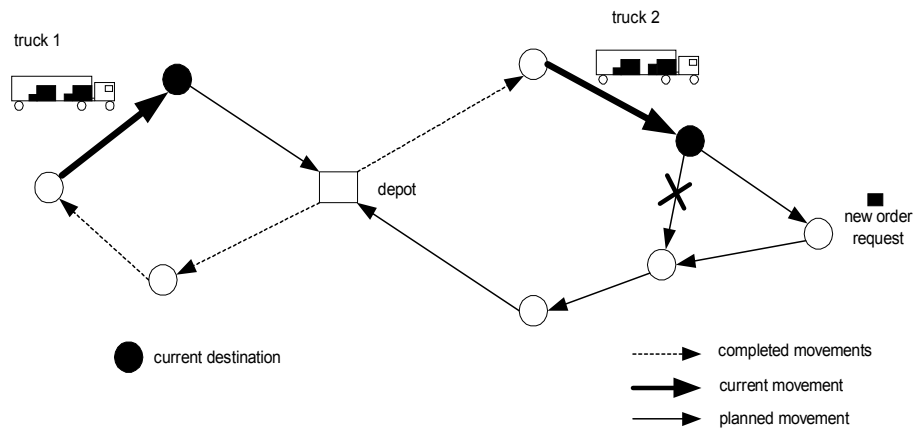 truck 2
truck 1
depot
new order
request
current destination
completed movements
current movement
planned movement